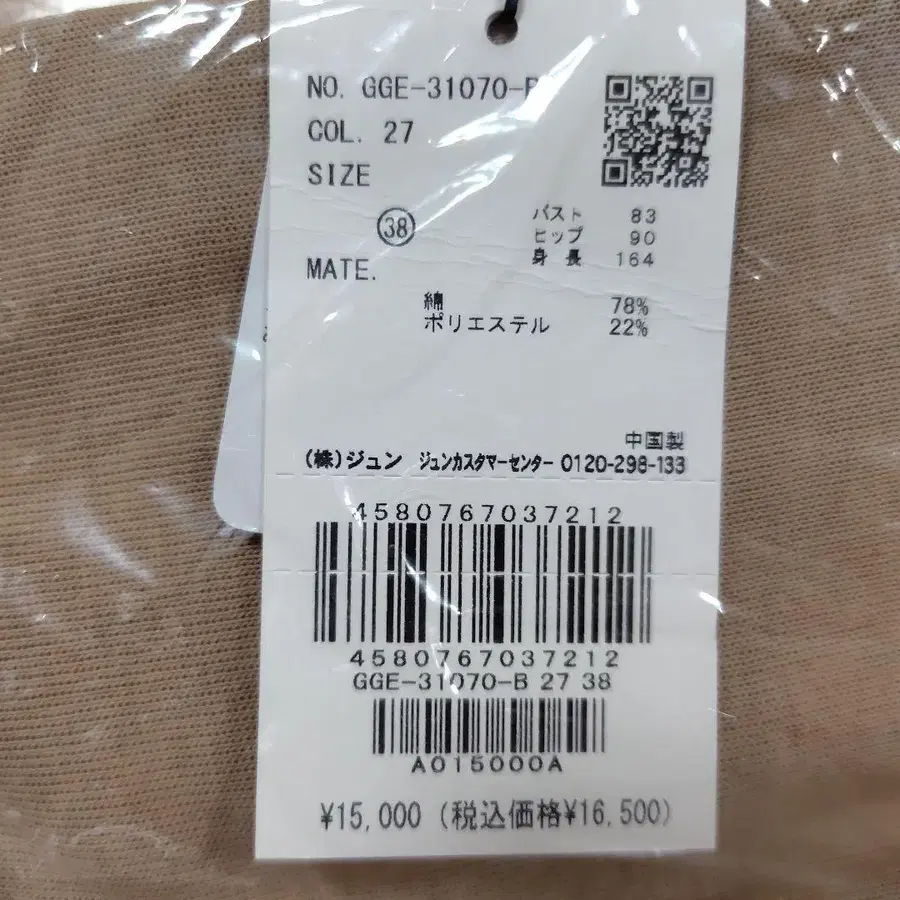 NO. GGE-31070-B
COL. 27
SIZE
38
バスト 83
ヒップ 90
身長 164
MATE.
綿 78%
ポリエステル 22%
中国製
(株)ジュン ジュンカスタマーセンター 0120-298-133
4580767037212
4580767037212
GGE-31070-B 27 38
A015000A
¥15,000 (税込価格¥16,500)